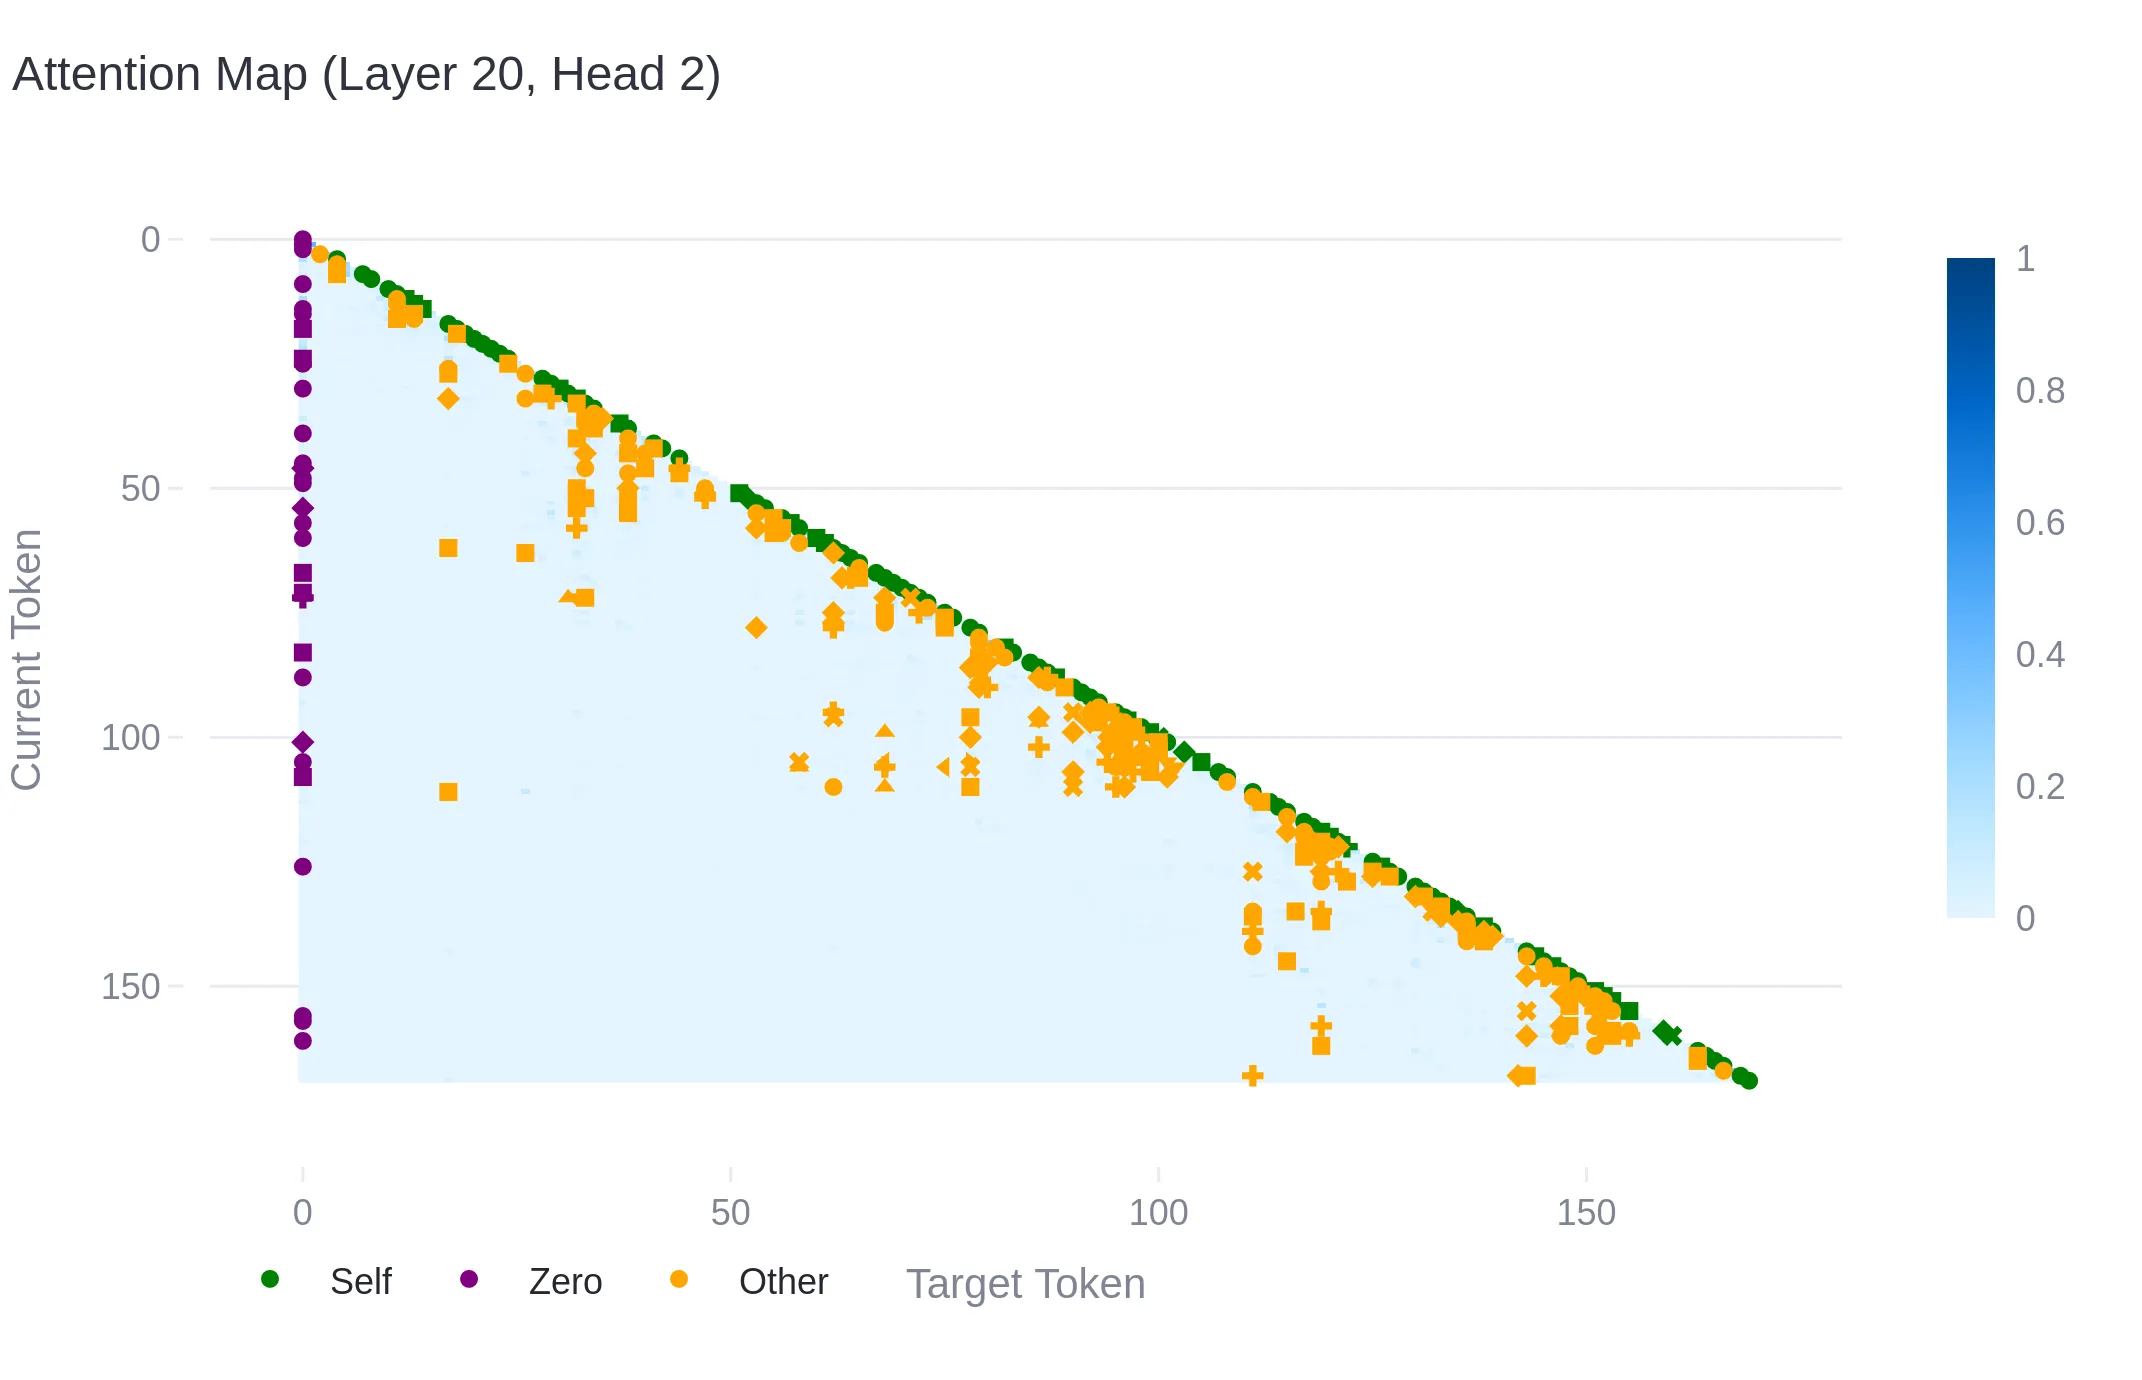 Attention Map (Layer 20, Head 2)
0
50
100
150
Current Token
0
50
100
150
Target Token
Self
Zero
Other
1
0.8
0.6
0.4
0.2
0